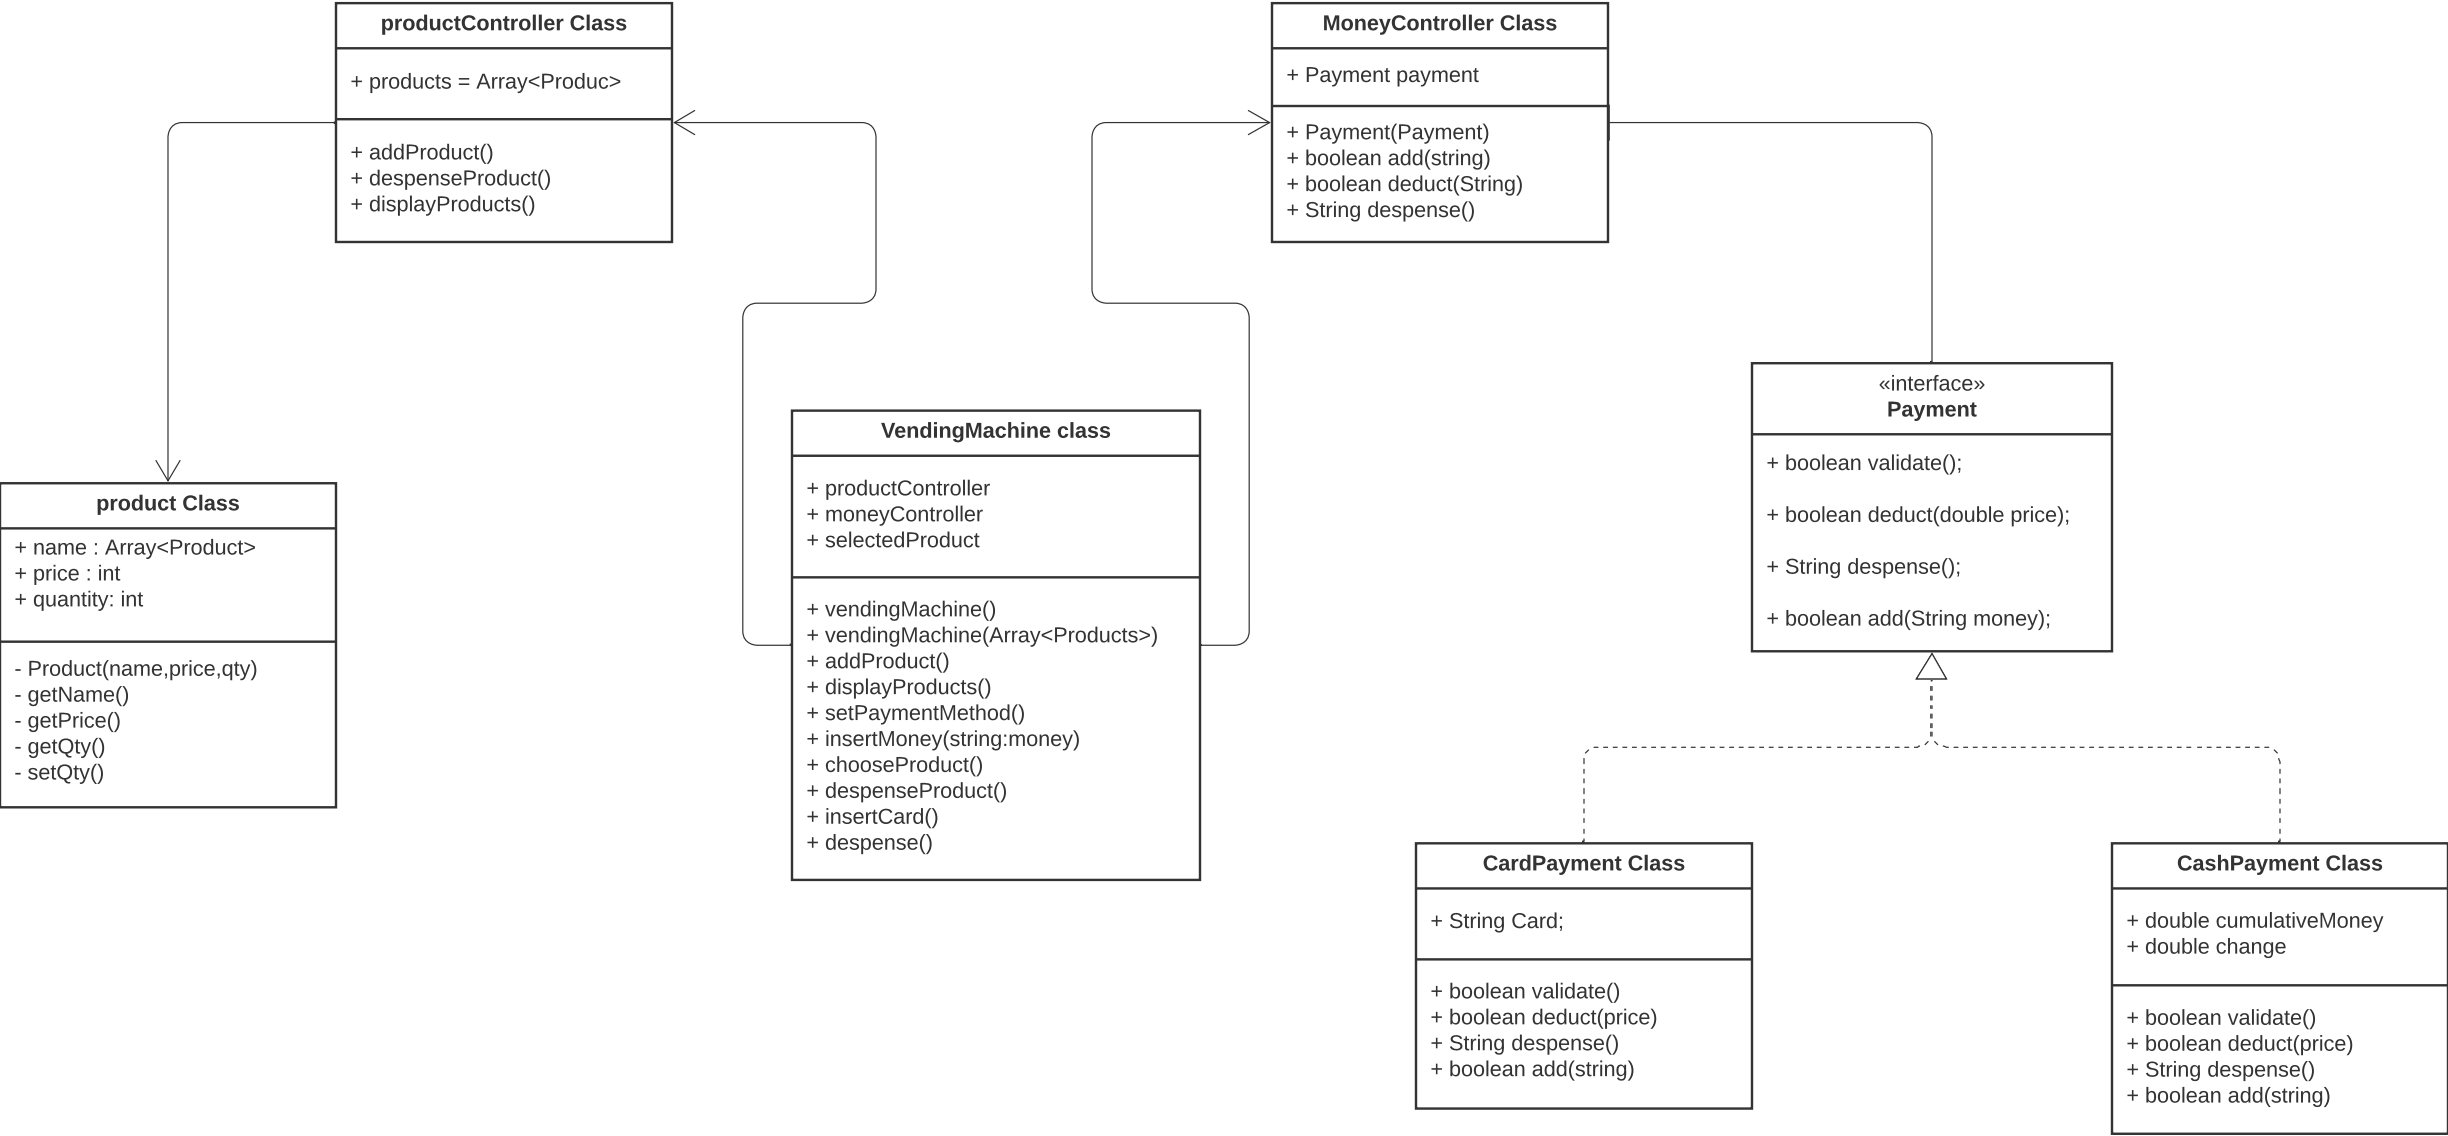 productController Class
+ products = Array<Produc>
+ addProduct()
+ despenseProduct()
+ displayProducts()
MoneyController Class
+ Payment payment
+ Payment(Payment)
+ boolean add(string)
+ boolean deduct(String)
+ String despense()
product Class
+ name : Array<Product>
+ price : int
+ quantity: int
- Product(name,price,qty)
- getName()
- getPrice()
- getQty()
- setQty()
VendingMachine class
+ productController
+ moneyController
+ selectedProduct
+ vendingMachine()
+ vendingMachine(Array<Products>)
+ addProduct()
+ displayProducts()
+ setPaymentMethod()
+ insertMoney(string:money)
+ chooseProduct()
+ despenseProduct()
+ insertCard()
+ despense()
«interface»
Payment
+ boolean validate();
+ boolean deduct(double price);
+ String despense();
+ boolean add(String money);
CardPayment Class
+ String Card;
+ boolean validate()
+ boolean deduct(price)
+ String despense()
+ boolean add(string)
CashPayment Class
+ double cumulativeMoney
+ double change
+ boolean validate()
+ boolean deduct(price)
+ String despense()
+ boolean add(string)